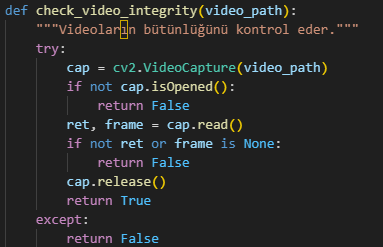 def check_video_integrity(video_path):
    """Videoların bütünlüğünü kontrol eder."""
    try:
        cap = cv2.VideoCapture(video_path)
        if not cap.isOpened():
            return False
        ret, frame = cap.read()
        if not ret or frame is None:
            return False
        cap.release()
        return True
    except:
        return False